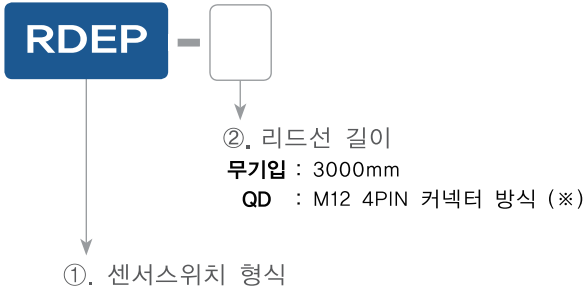 RDEP -
②. 리드선 길이
무기입 : 3000mm
QD : M12 4PIN 커넥터 방식 (※)
①. 센서스위치 형식